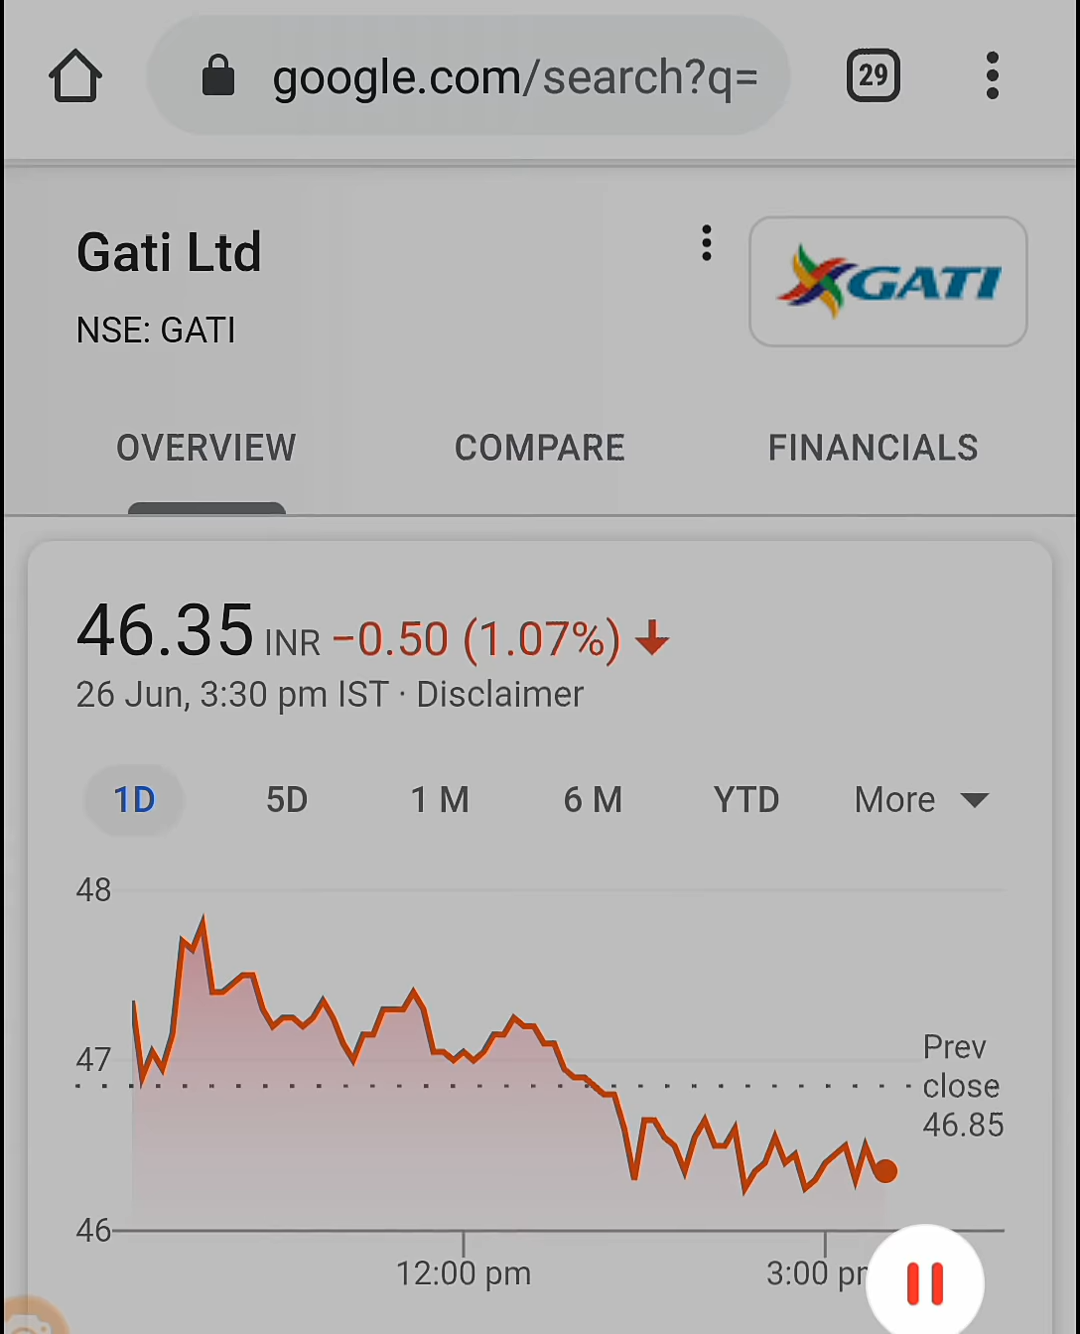 google.com/search?q=
29
Gati Ltd
NSE: GATI
GATI
OVERVIEW COMPARE FINANCIALS
46.35 INR −0.50 (1.07%)
26 Jun, 3:30 pm IST · Disclaimer
1D 5D 1 M 6 M YTD More
48
47
46
Prev
close
46.85
12:00 pm
3:00